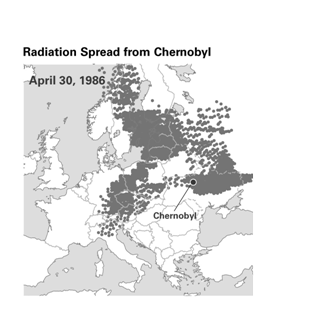 Radiation Spread from Chernobyl
April 30, 1986
Chernobyl